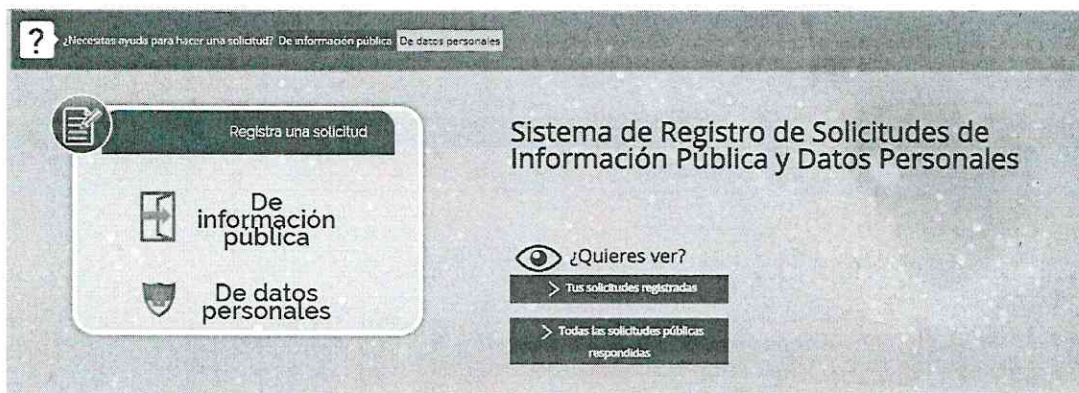 ?
¿Necesitas ayuda para hacer una solicitud? De información pública De datos personales
Registra una solicitud
De
información
pública
De datos
personales
Sistema de Registro de Solicitudes de
Información Pública y Datos Personales
¿Quieres ver?
> Tus solicitudes registradas
> Todas las solicitudes públicas
respondidas